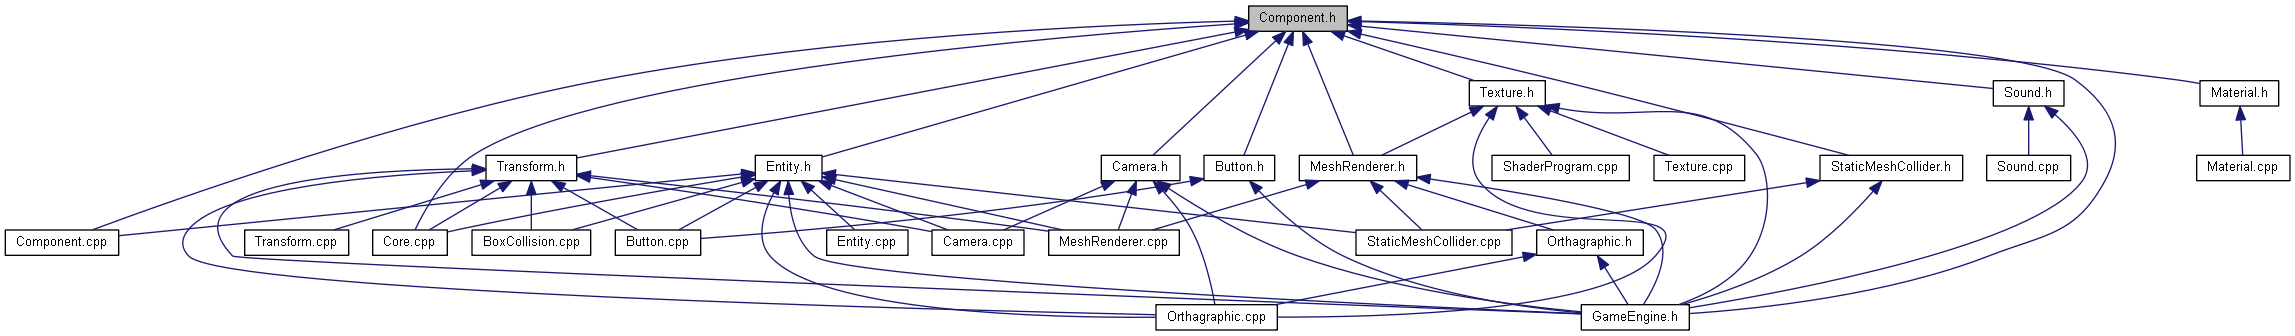 Component.h
Texture.h
Sound.h
Material.h
Transform.h
Entity.h
Camera.h
Button.h
MeshRenderer.h
ShaderProgram.cpp
Texture.cpp
StaticMeshCollider.h
Sound.cpp
Material.cpp
Component.cpp
Transform.cpp
Core.cpp
BoxCollision.cpp
Button.cpp
Entity.cpp
Camera.cpp
MeshRenderer.cpp
StaticMeshCollider.cpp
Orthagraphic.h
Orthagraphic.cpp
GameEngine.h